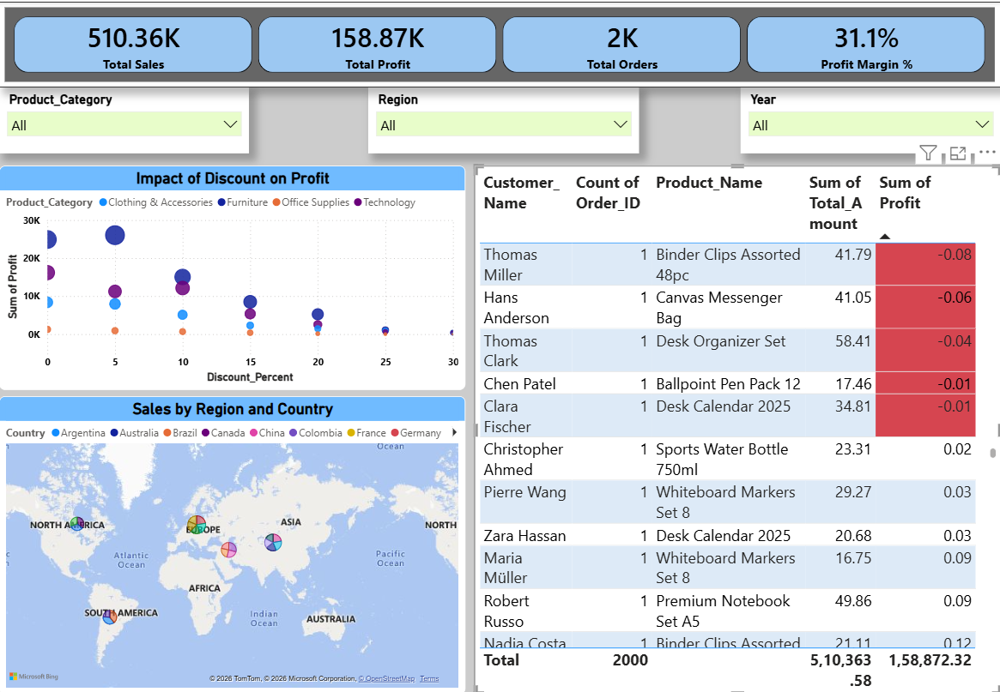 510.36K
Total Sales
158.87K
Total Profit
2K
Total Orders
31.1%
Profit Margin %
Product_Category
All
Region
All
Year
All
Impact of Discount on Profit
Product_Category Clothing & Accessories Furniture Office Supplies Technology
Sum of Profit
30K
20K
10K
0K
0 5 10 15 20 25 30
Discount_Percent
Sales by Region and Country
Country Argentina Australia Brazil Canada China Colombia France Germany
Ocean
NORTH AMERICA
EUROPE
ASIA
NORTH
Atlantic
Ocean
Pacific
Ocean
AFRICA
SOUTH AMERICA
Indian
Ocean
AUSTRALIA
Microsoft Bing
© 2026 TomTom, © 2026 Microsoft Corporation, © OpenStreetMap Terms
Customer_
Name
Count of
Order_ID
Product_Name
Sum of
Total_A
mount
Sum of
Profit
Thomas
Miller
1
Binder Clips Assorted
48pc
41.79
-0.08
Hans
Anderson
1
Canvas Messenger
Bag
41.05
-0.06
Thomas
Clark
1
Desk Organizer Set
58.41
-0.04
Chen Patel
1
Ballpoint Pen Pack 12
17.46
-0.01
Clara
Fischer
1
Desk Calendar 2025
34.81
-0.01
Christopher
Ahmed
1
Sports Water Bottle
750ml
23.31
0.02
Pierre Wang
1
Whiteboard Markers
Set 8
29.27
0.03
Zara Hassan
1
Desk Calendar 2025
20.68
0.03
Maria
Müller
1
Whiteboard Markers
Set 8
16.75
0.09
Robert
Russo
1
Premium Notebook
Set A5
49.86
0.09
Nadia Costa
1
Binder Clips Assorted
21.11
0.12
Total
2000
5,10,363
.58
1,58,872.32